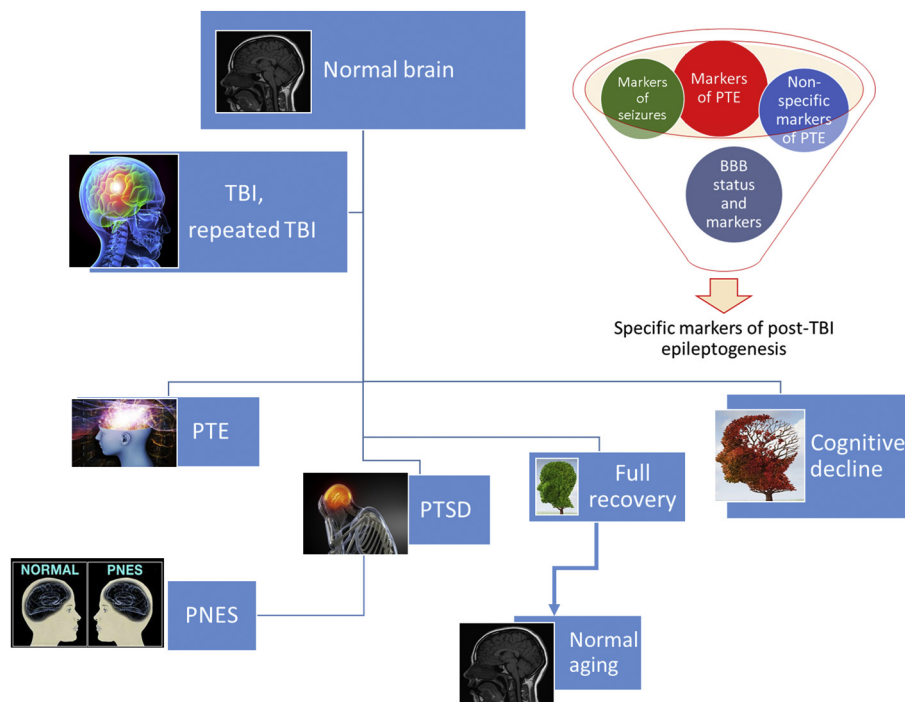 Normal brain
TBI,
repeated TBI
Markers
of
seizures
Markers
of PTE
Non-
specific
markers
of PTE
BBB
status
and
markers
Specific markers of post-TBI
epileptogenesis
PTE
PTSD
Full
recovery
Cognitive
decline
NORMAL
PNES
PNES
Normal
aging